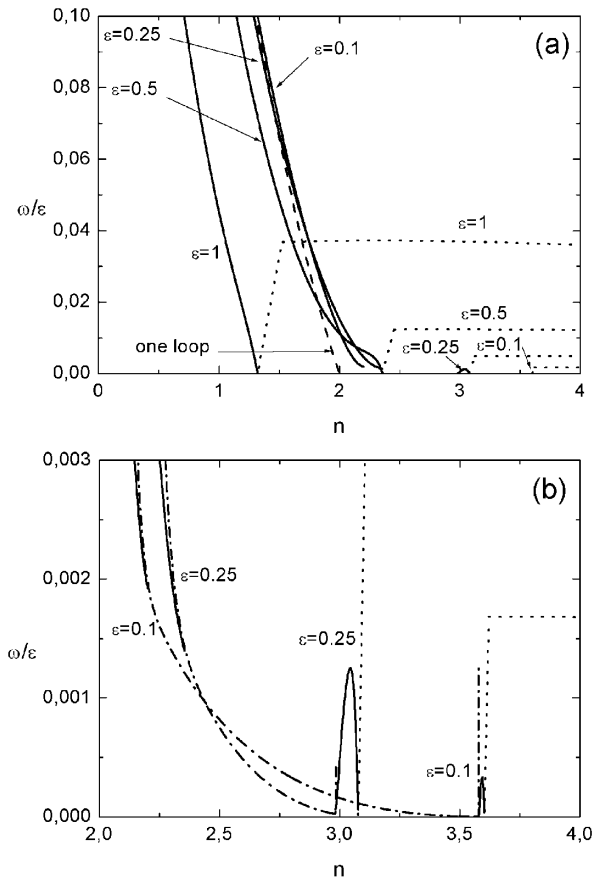 (a)
0,10
ε=0.25
ε=0.1
0,08
ε=0.5
0,06
ω/ε
0,04
ε=1
ε=1
0,02
ε=0.5
one loop
ε=0.25
ε=0.1
0,00
0
1
2
3
4
n
(b)
0,003
0,002
ε=0.25
ε=0.1
ε=0.25
ω/ε
0,001
ε=0.1
0,000
2,0
2,5
3,0
3,5
4,0
n